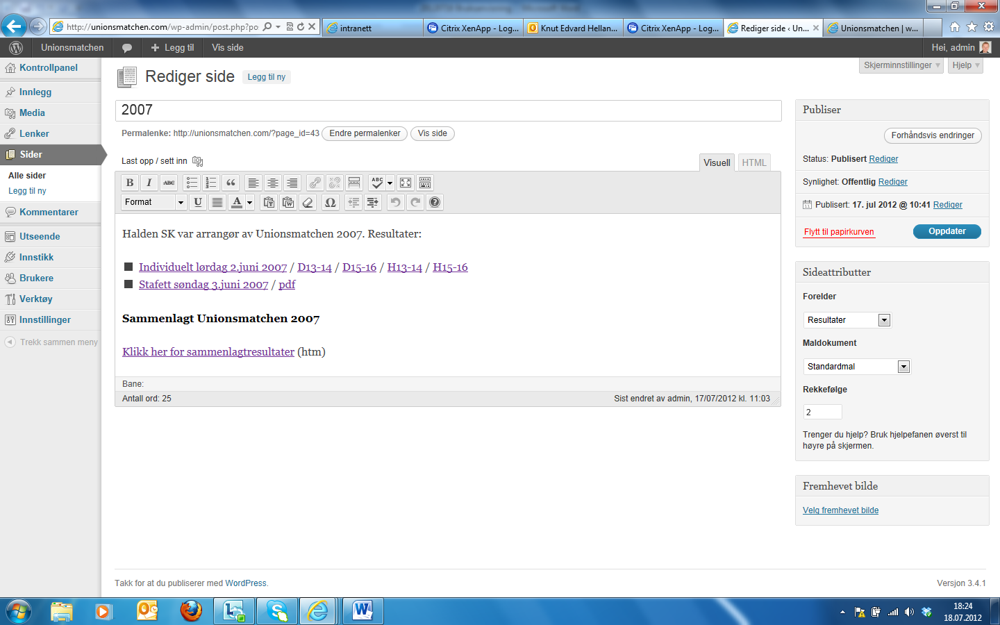 http://unionsmatchen.com/wp-admin/post.php?po
intranett
Citrix XenApp - Log...
Knut Edvard Hellan...
Citrix XenApp - Log...
Rediger side ‹ Un...
Unionsmatchen | w...
Unionsmatchen
Legg til
Vis side
Hei, admin
Kontrollpanel
Innlegg
Media
Lenker
Sider
Alle sider
Legg til ny
Kommentarer
Utseende
Innstikk
Brukere
Verktøy
Innstillinger
Trekk sammen meny
Skjerminnstillinger
Hjelp
Rediger side
Legg til ny
2007
Permalenke: http://unionsmatchen.com/?page_id=43 Endre permalenker Vis side
Last opp / sett inn
Visuell
HTML
B I ABC ABC
Format U A Ω
Halden SK var arrangør av Unionsmatchen 2007. Resultater:
Individuelt lørdag 2.juni 2007 / D13-14 / D15-16 / H13-14 / H15-16
Stafett søndag 3.juni 2007 / pdf
Sammenlagt Unionsmatchen 2007
Klikk her for sammenlagtresultater (htm)
Bane:
Antall ord: 25
Sist endret av admin, 17/07/2012 kl. 11:03
Publiser
Forhåndsvis endringer
Status: Publisert Rediger
Synlighet: Offentlig Rediger
Publisert: 17. jul 2012 @ 10:41 Rediger
Flytt til papirkurven
Oppdater
Sideattributter
Forelder
Resultater
Maldokument
Standardmal
Rekkefølge
2
Trenger du hjelp? Bruk hjelpefanen øverst til
høyre på skjermen.
Fremhevet bilde
Velg fremhevet bilde
Takk for at du publiserer med WordPress.
Versjon 3.4.1
18:24
18.07.2012